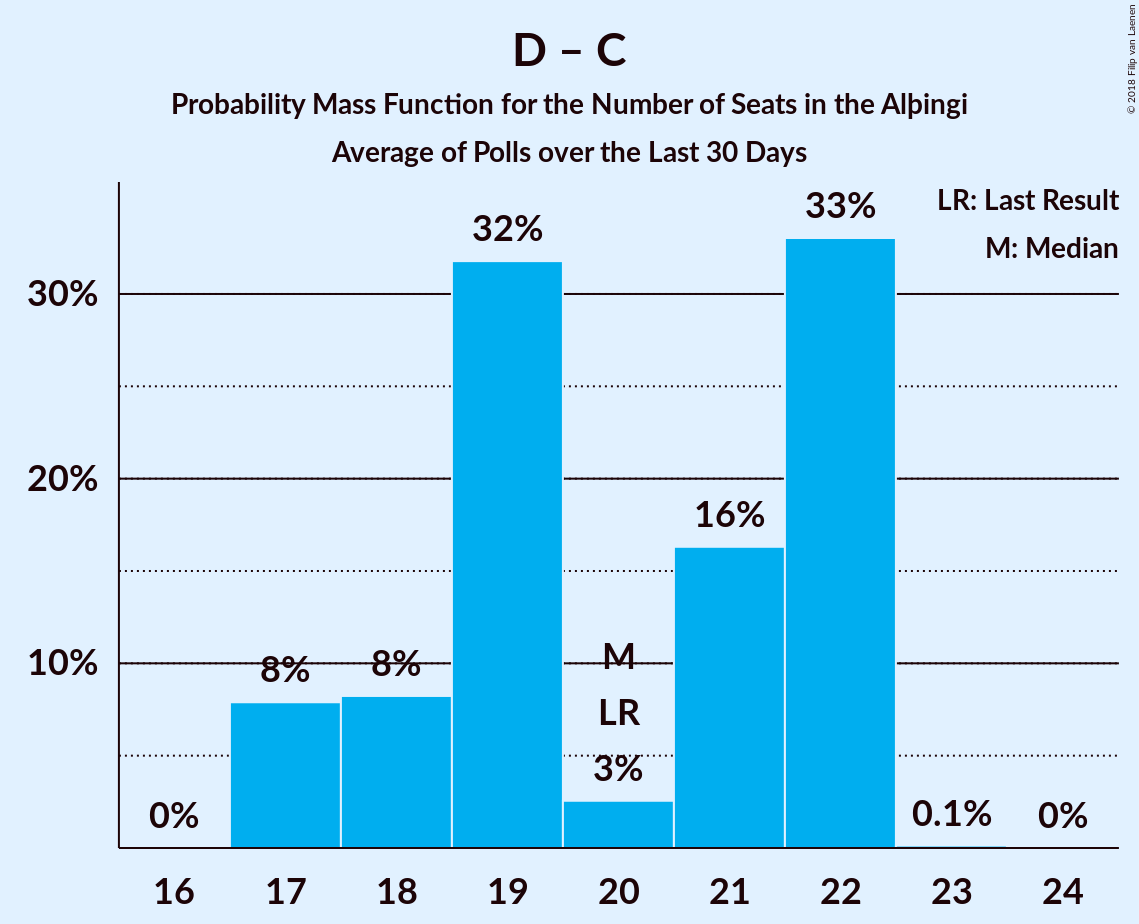 D – C
Probability Mass Function for the Number of Seats in the Alþingi
Average of Polls over the Last 30 Days
© 2018 Filip van Laenen
LR: Last Result
M: Median
30%
20%
10%
0%
8%
8%
32%
M
LR
3%
16%
33%
0.1%
0%
16 17 18 19 20 21 22 23 24